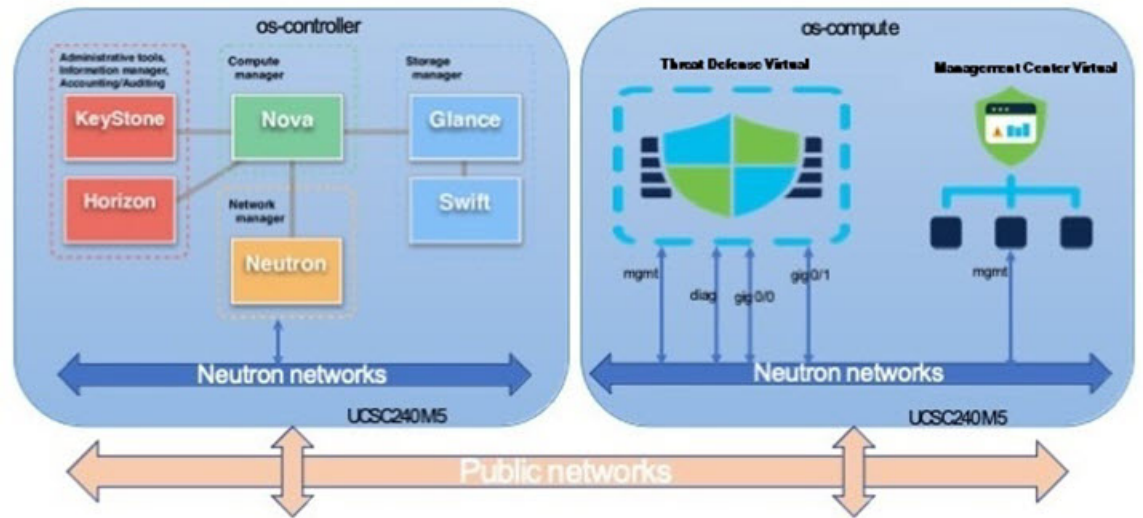 os-controller
Administrative tools,
Information manager,
Accounting/Auditing
Compute
manager
Storage
manager
KeyStone
Nova
Glance
Horizon
Swift
Network
manager
Neutron
Neutron networks
UCSC240M5
os-compute
Threat Defense Virtual
Management Center Virtual
mgmt
diag
gig0/0
gig0/1
mgmt
Neutron networks
UCSC240M5
Public networks